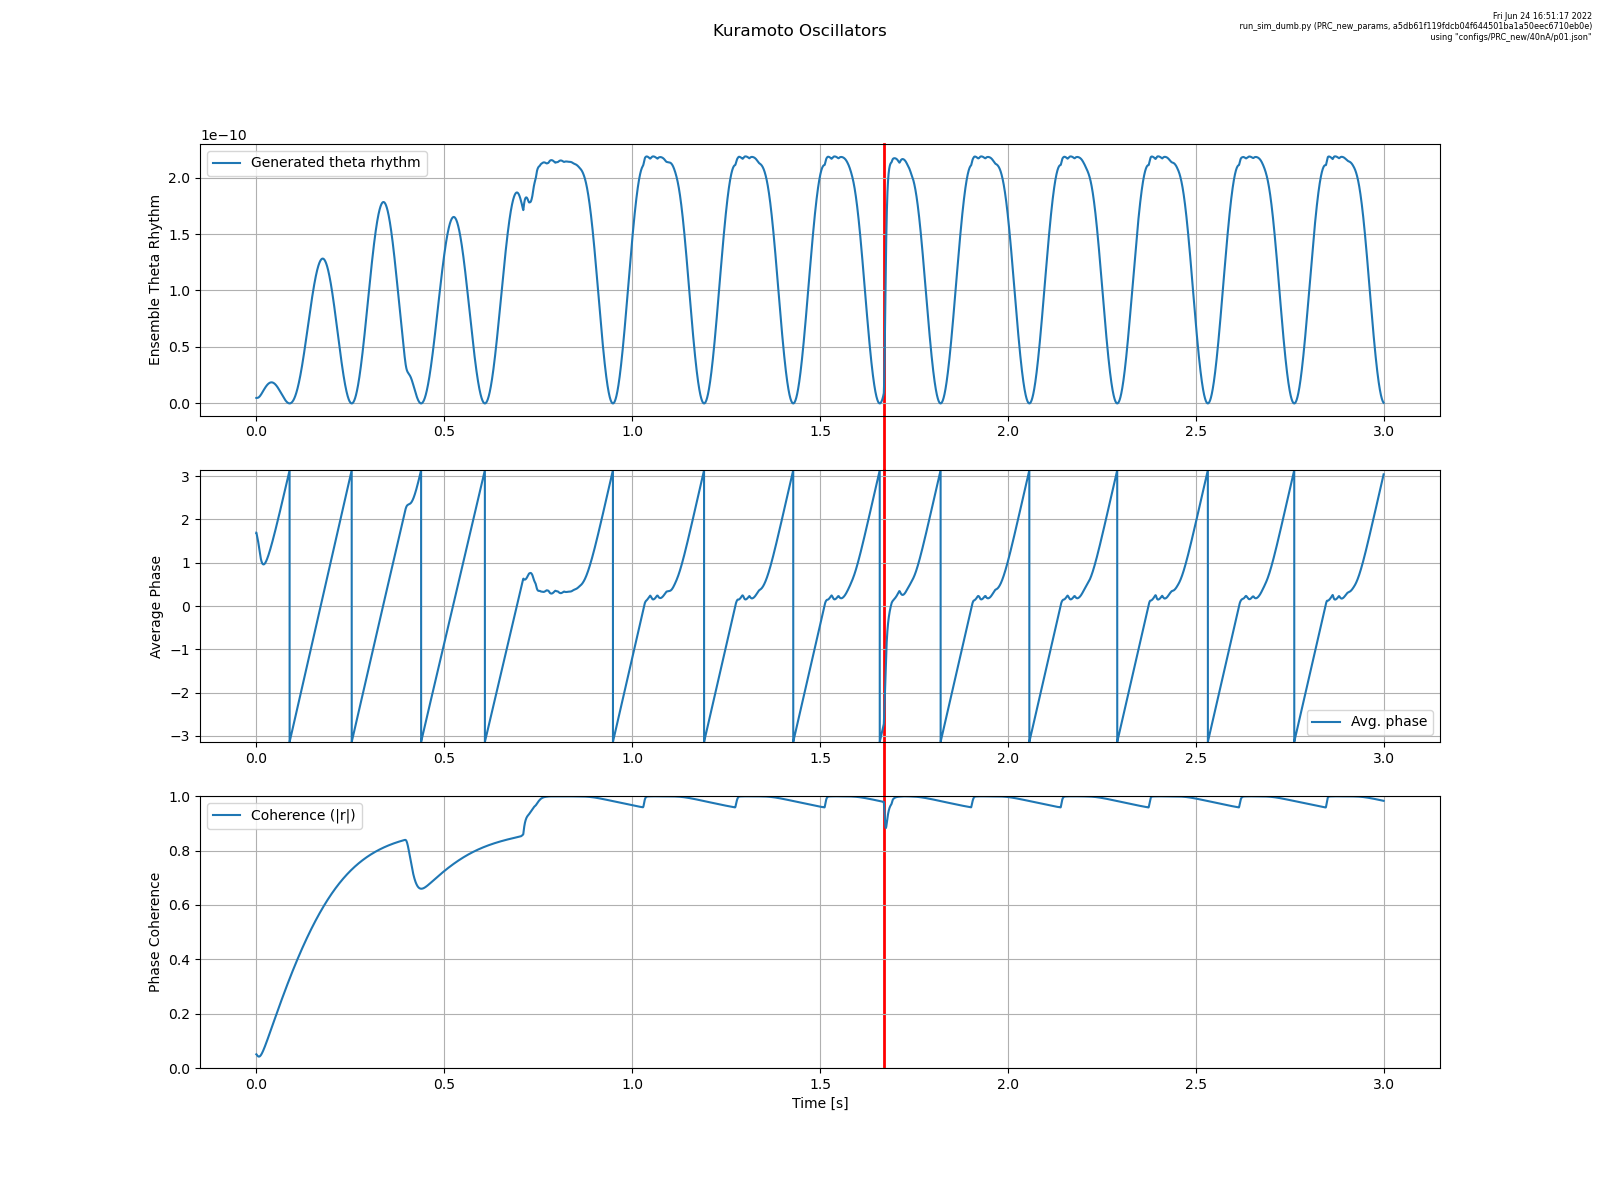 Fri Jun 24 16:51:17 2022
run_sim_dumb.py (PRC_new_params, a5db61f119fdcb04f644501ba1a50eec6710eb0e)
using "configs/PRC_new/40nA/p01.json"
Kuramoto Oscillators
1e−10
Generated theta rhythm
Ensemble Theta Rhythm
2.0
1.5
1.0
0.5
0.0
0.0 0.5 1.0 1.5 2.0 2.5 3.0
Average Phase
3
2
1
0
−1
−2
−3
Avg. phase
0.0 0.5 1.0 1.5 2.0 2.5 3.0
Coherence (|r|)
Phase Coherence
1.0
0.8
0.6
0.4
0.2
0.0
0.0 0.5 1.0 1.5 2.0 2.5 3.0
Time [s]